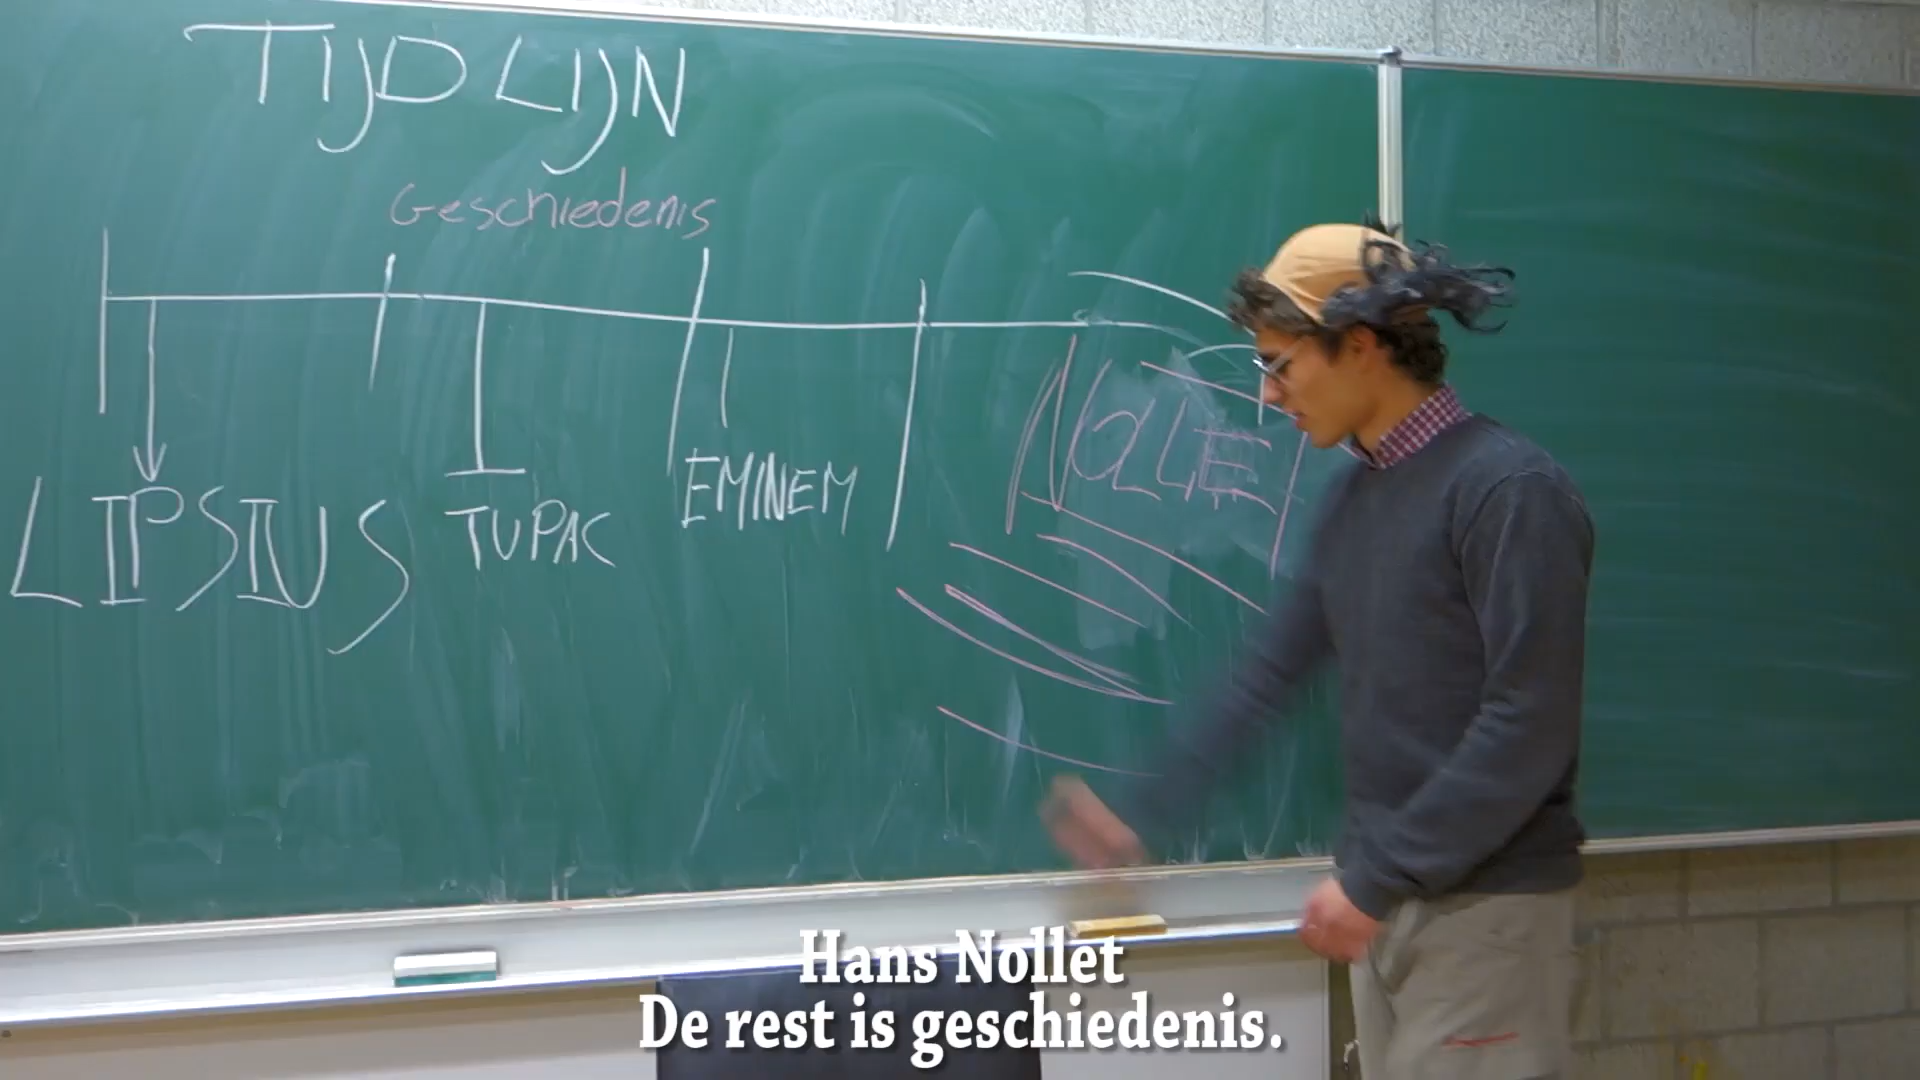 TIJDLIJN
Geschiedenis
LIPSIUS
TUPAC
EMINEM
NOLLET
Hans Nollet
De rest is geschiedenis.